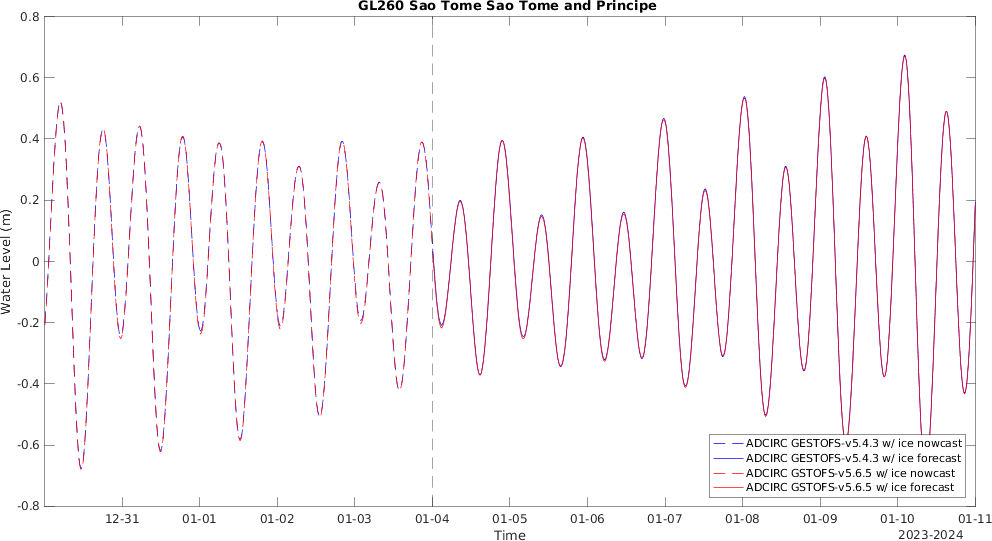 GL260 Sao Tome Sao Tome and Principe
0.8
0.6
0.4
0.2
0
-0.2
-0.4
-0.6
-0.8
Water Level (m)
ADCIRC GESTOFS-v5.4.3 w/ ice nowcast
ADCIRC GESTOFS-v5.4.3 w/ ice forecast
ADCIRC GSTOFS-v5.6.5 w/ ice nowcast
ADCIRC GSTOFS-v5.6.5 w/ ice forecast
12-31 01-01 01-02 01-03 01-04 01-05 01-06 01-07 01-08 01-09 01-10 01-11
Time
2023-2024